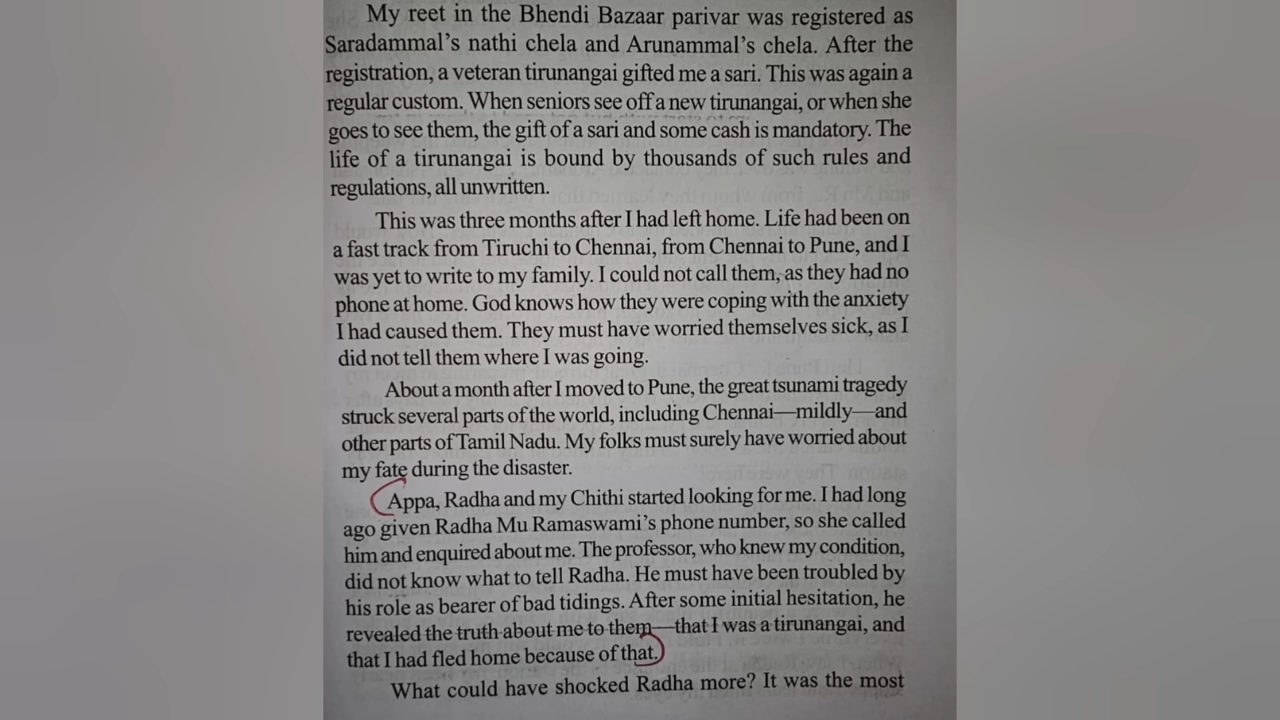 My reet in the Bhendi Bazaar parivar was registered as
Saradammal's nathi chela and Arunammal's chela. After the
registration, a veteran tirunangai gifted me a sari. This was again a
regular custom. When seniors see off a new tirunangai, or when she
goes to see them, the gift of a sari and some cash is mandatory. The
life of a tirunangai is bound by thousands of such rules and
regulations, all unwritten.
This was three months after I had left home. Life had been on
a fast track from Tiruchi to Chennai, from Chennai to Pune, and I
was yet to write to my family. I could not call them, as they had no
phone at home. God knows how they were coping with the anxiety
I had caused them. They must have worried themselves sick, as I
did not tell them where I was going.
About a month after I moved to Pune, the great tsunami tragedy
struck several parts of the world, including Chennai—mildly—and
other parts of Tamil Nadu. My folks must surely have worried about
my fate during the disaster.
Appa, Radha and my Chithi started looking for me. I had long
ago given Radha Mu Ramaswami's phone number, so she called
him and enquired about me. The professor, who knew my condition,
did not know what to tell Radha. He must have been troubled by
his role as bearer of bad tidings. After some initial hesitation, he
revealed the truth about me to them—that I was a tirunangai, and
that I had fled home because of that.
What could have shocked Radha more? It was the most